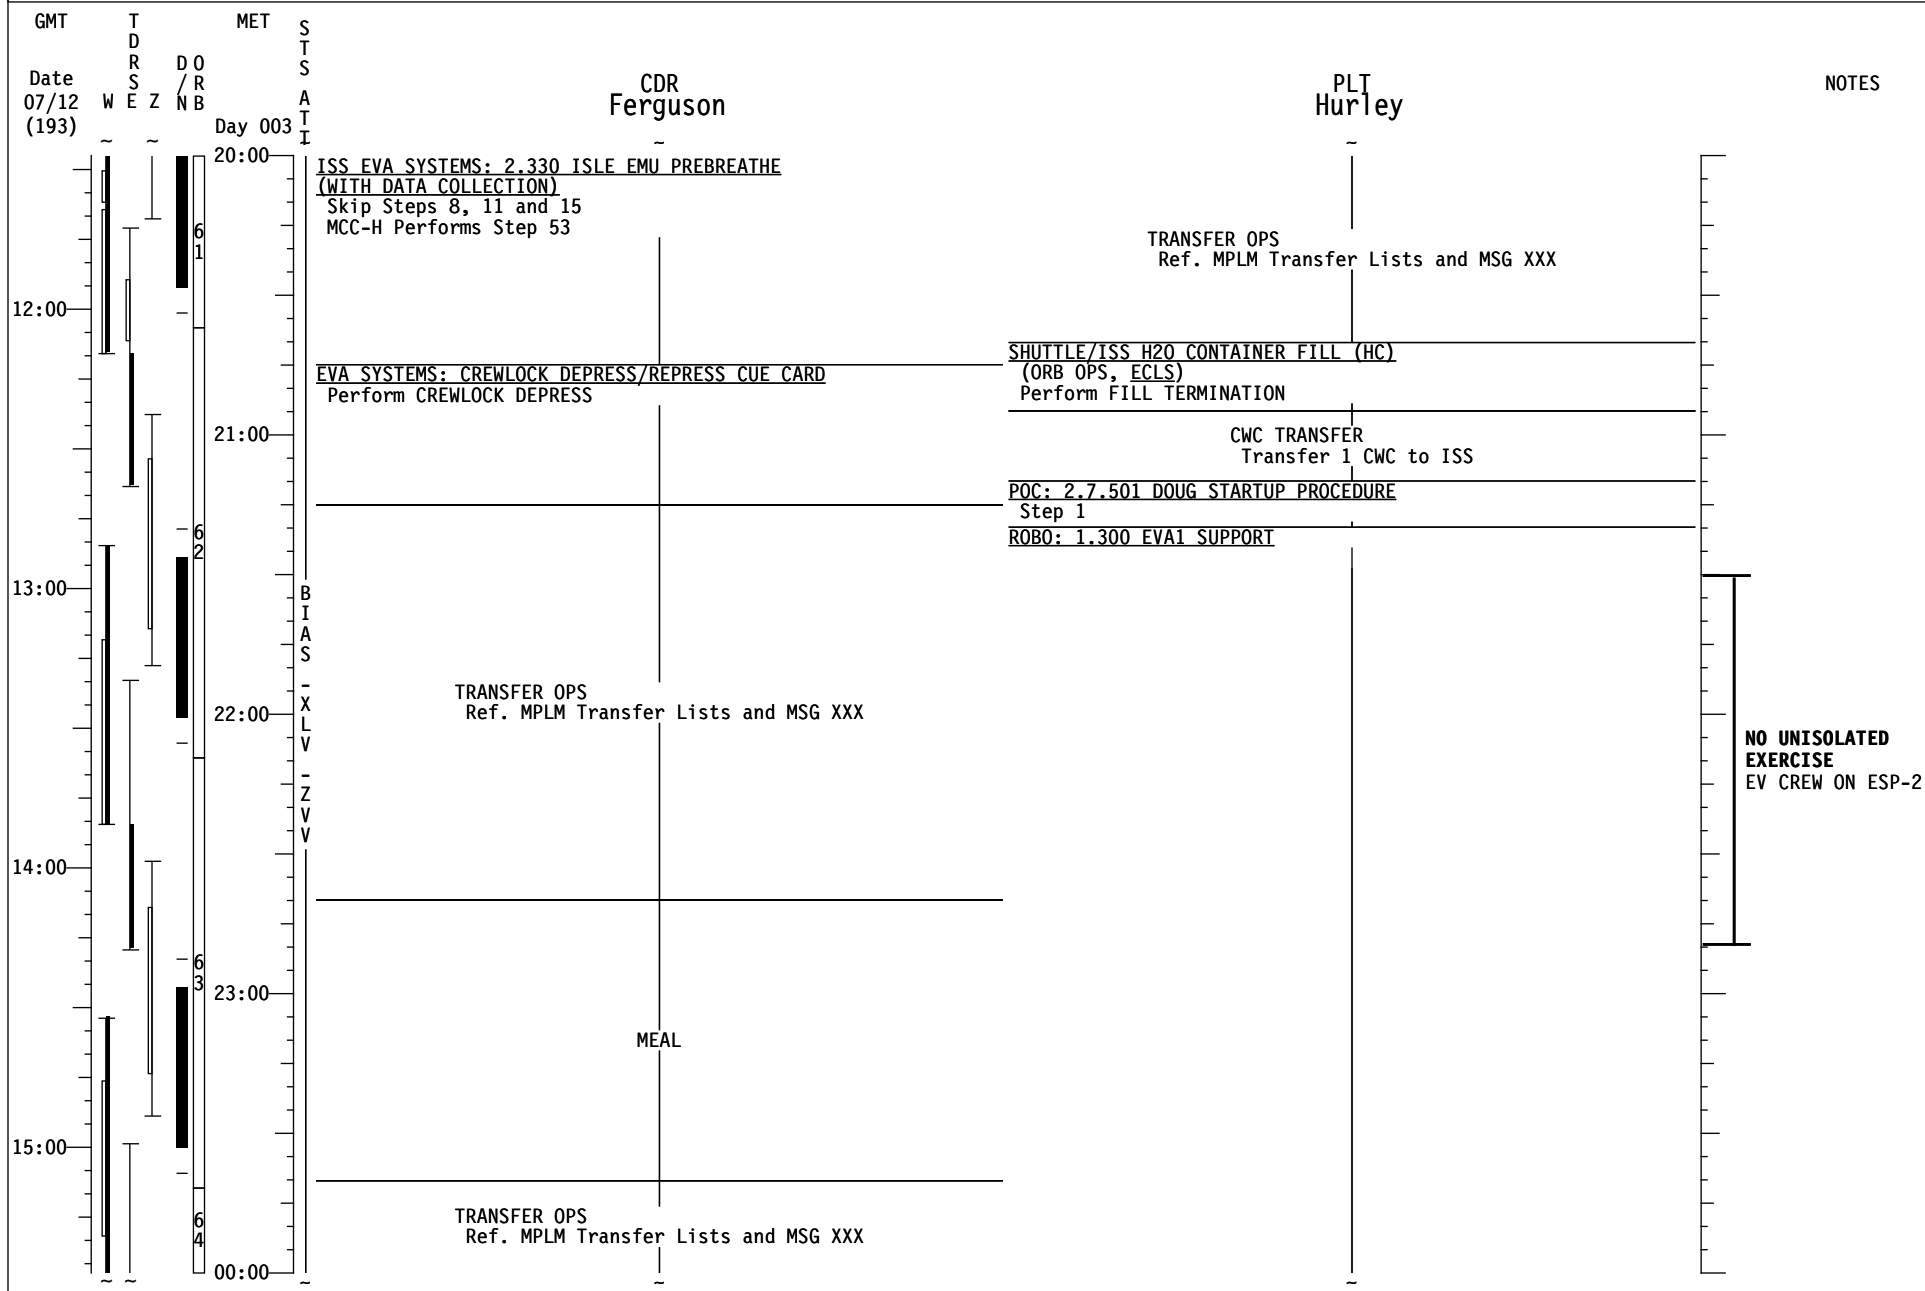 GMT
TDRS
MET
STS ATT
D/N
ORB
CDR
Ferguson
PLT
Hurley
NOTES
Date
07/12
(193)
W E Z
Day 003
~ ~ ~ ~
20:00
ISS EVA SYSTEMS: 2.330 ISLE EMU PREBREATHE
(WITH DATA COLLECTION)
Skip Steps 8, 11 and 15
MCC-H Performs Step 53
61
TRANSFER OPS
Ref. MPLM Transfer Lists and MSG XXX
12:00
SHUTTLE/ISS H2O CONTAINER FILL (HC)
(ORB OPS, ECLS)
Perform FILL TERMINATION
EVA SYSTEMS: CREWLOCK DEPRESS/REPRESS CUE CARD
Perform CREWLOCK DEPRESS
21:00
CWC TRANSFER
Transfer 1 CWC to ISS
POC: 2.7.501 DOUG STARTUP PROCEDURE
Step 1
62
ROBO: 1.300 EVA1 SUPPORT
13:00
BIAS -XLV -ZVV
TRANSFER OPS
Ref. MPLM Transfer Lists and MSG XXX
22:00
NO UNISOLATED
EXERCISE
EV CREW ON ESP-2
14:00
63
23:00
MEAL
15:00
64
TRANSFER OPS
Ref. MPLM Transfer Lists and MSG XXX
00:00
~ ~ ~ ~ ~